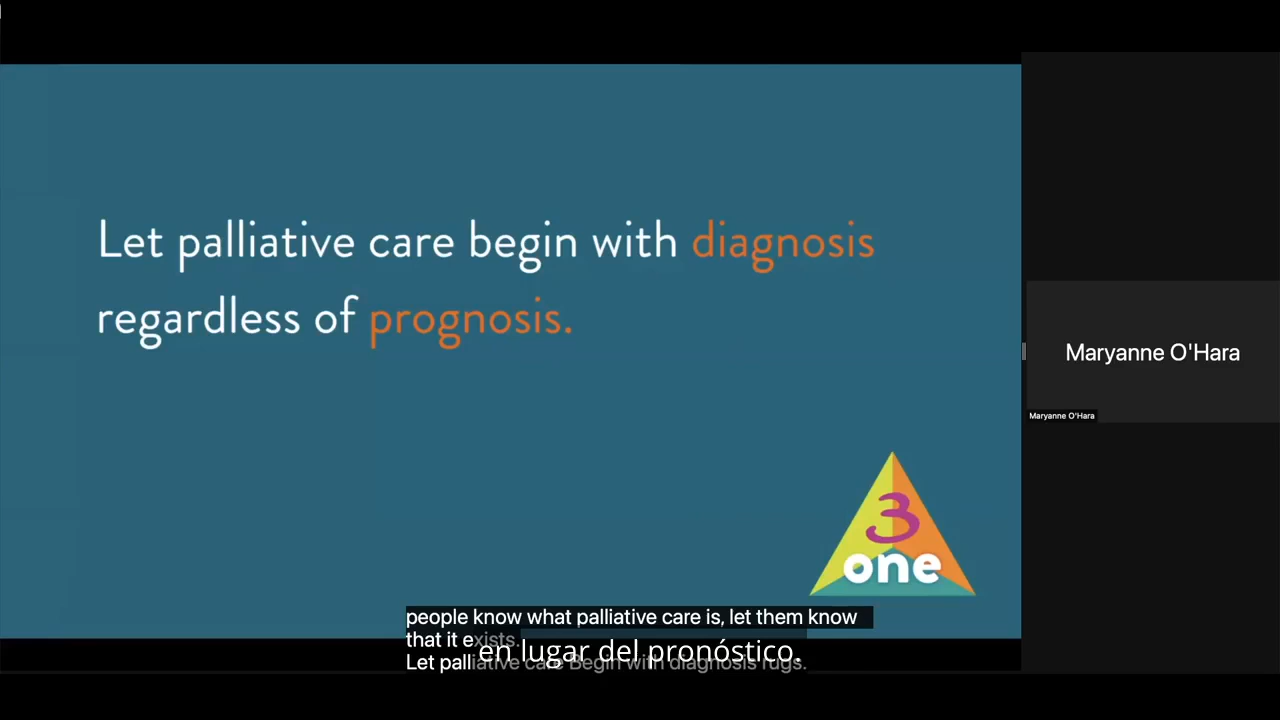 Let palliative care begin with diagnosis
regardless of prognosis.
Maryanne O'Hara
Maryanne O'Hara
3
one
people know what palliative care is, let them know
that it exists.
en lugar del pronóstico.
Let palliative care Begin with diagnosis rugs.